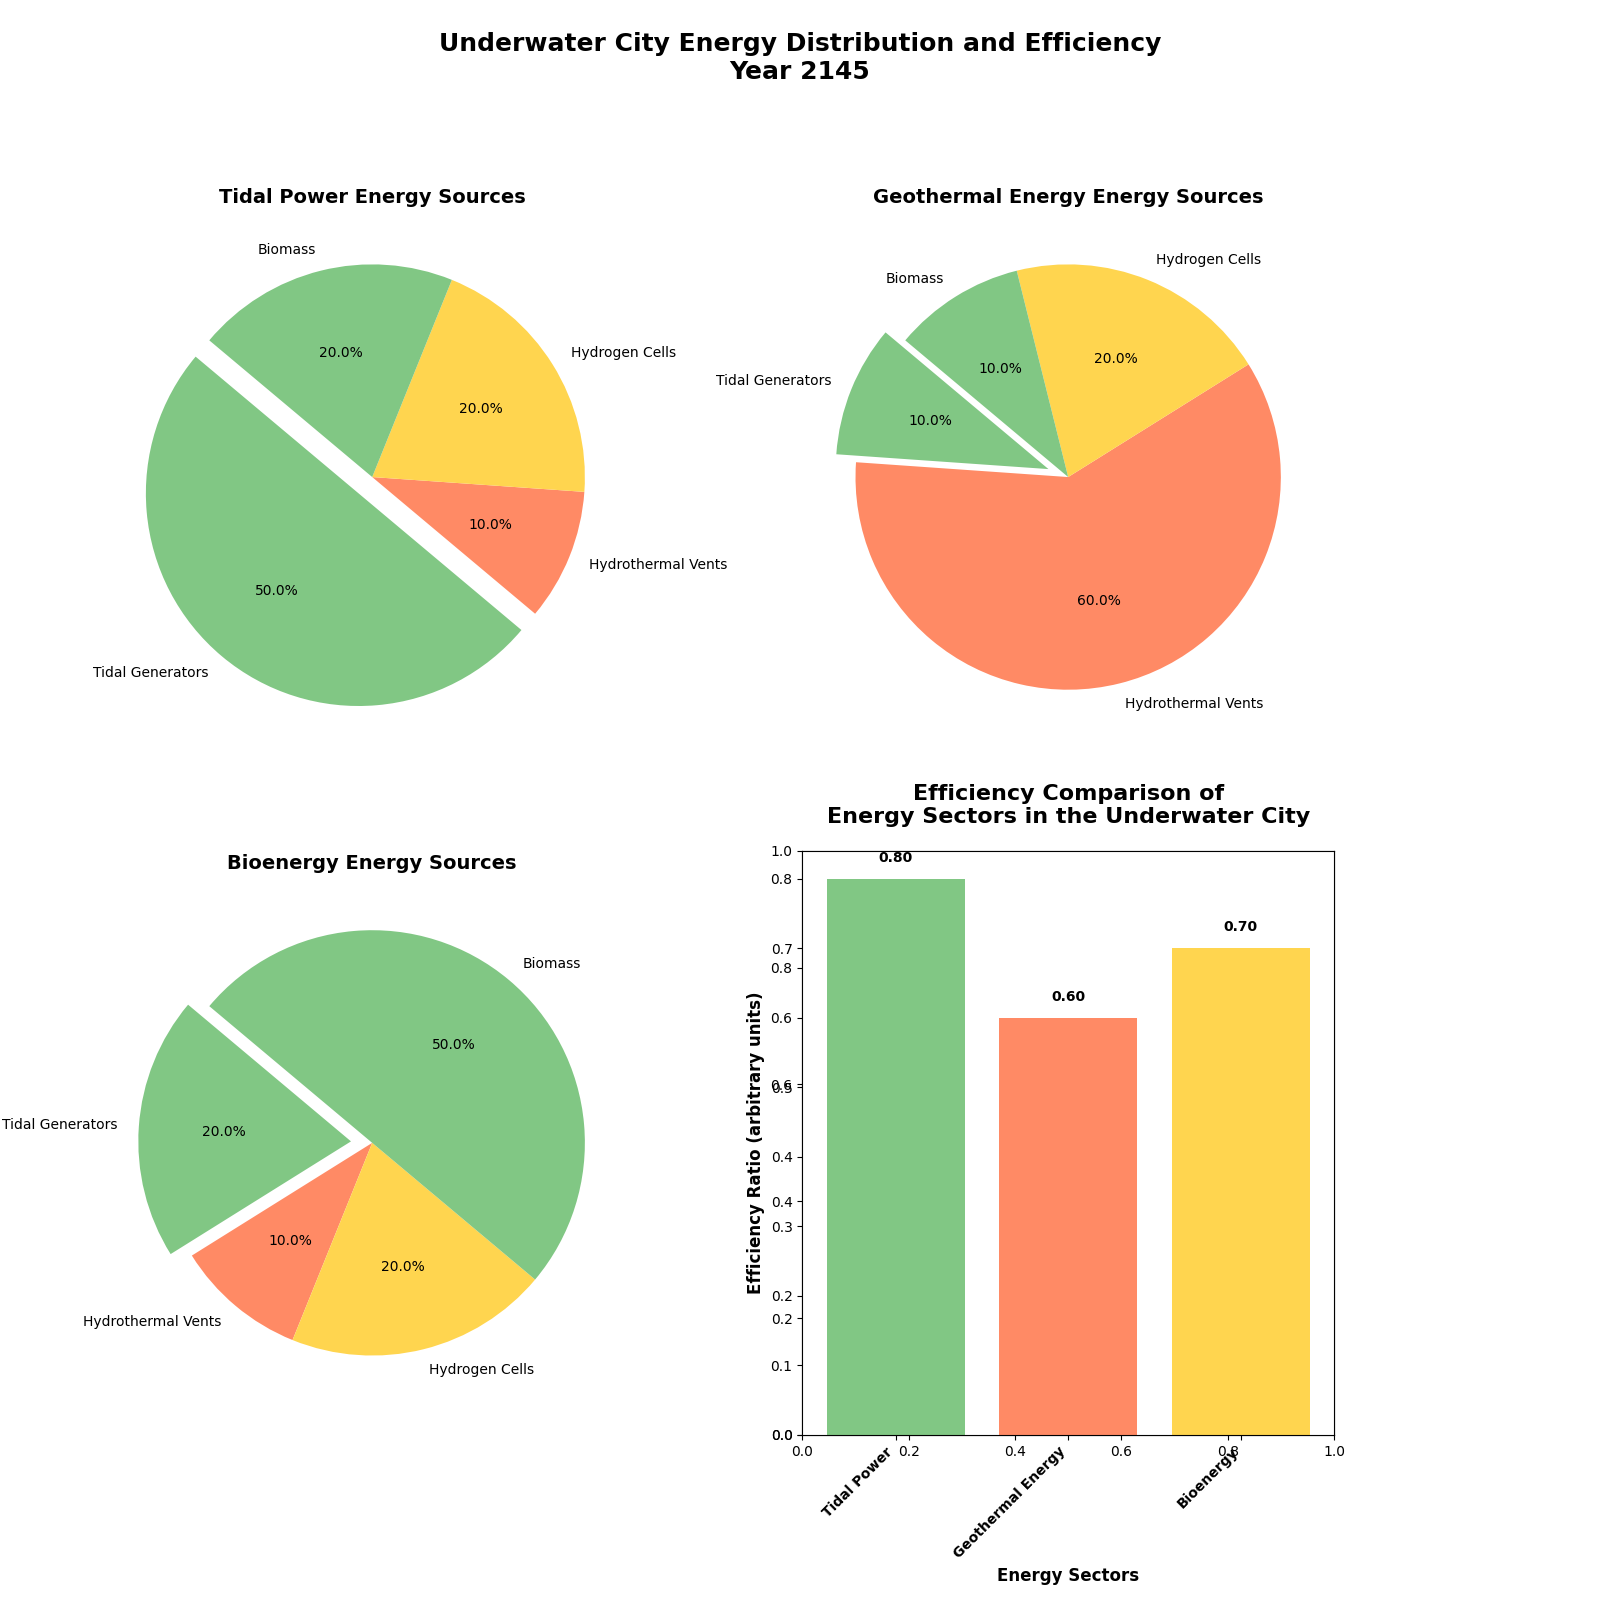 Underwater City Energy Distribution and Efficiency
Year 2145
Tidal Power Energy Sources
Biomass
20.0%
Hydrogen Cells
20.0%
10.0%
Hydrothermal Vents
50.0%
Tidal Generators
Geothermal Energy Energy Sources
Hydrogen Cells
Biomass
20.0%
10.0%
Tidal Generators
10.0%
60.0%
Hydrothermal Vents
Bioenergy Energy Sources
Biomass
50.0%
Tidal Generators
20.0%
10.0%
20.0%
Hydrothermal Vents
Hydrogen Cells
Efficiency Comparison of
Energy Sectors in the Underwater City
1.0
0.80
0.8
0.70
0.7
0.8
0.60
0.6
0.6
0.5
0.4
0.4
0.3
0.2
0.2
0.1
0.0
0.0
Efficiency Ratio (arbitrary units)
0.0
0.2
0.4
0.6
0.8
1.0
Tidal Power
Geothermal Energy
Bioenergy
Energy Sectors